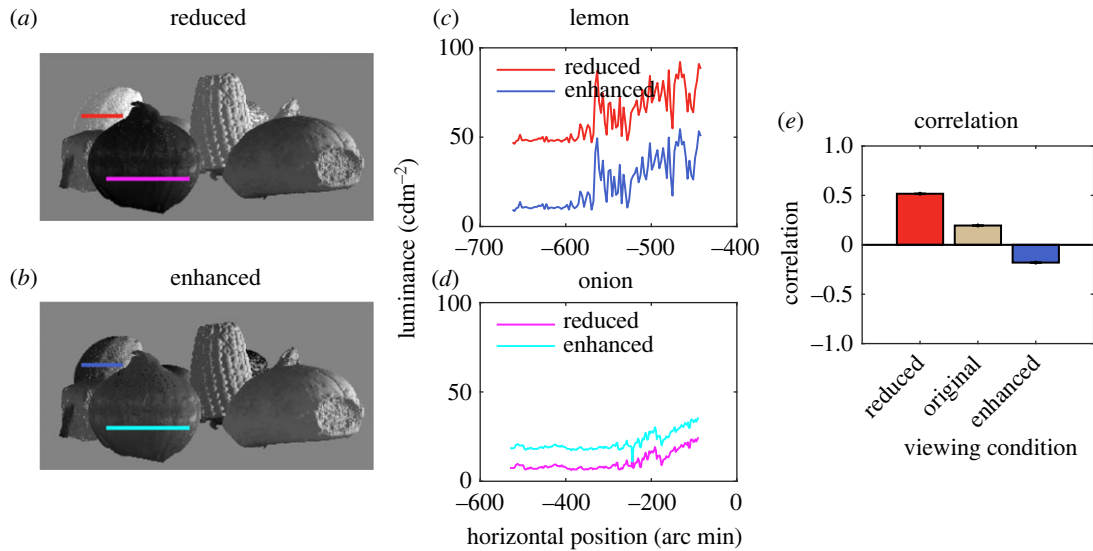 (a) reduced
(b) enhanced
(c) lemon
100
50
0
reduced
enhanced
–700 –600 –500 –400
luminance (cdm–2)
(d) onion
100
50
0
reduced
enhanced
–600 –400 –200 0
horizontal position (arc min)
(e) correlation
1.0
0.5
0
–0.5
–1.0
correlation
reduced
original
enhanced
viewing condition